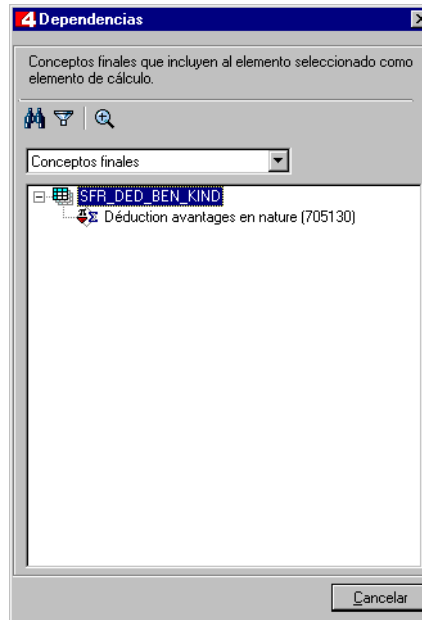 4 Dependencias
Conceptos finales que incluyen al elemento seleccionado como
elemento de cálculo.
Conceptos finales
SFR_DED_BEN_KIND
Déduction avantages en nature (705130)
Cancelar